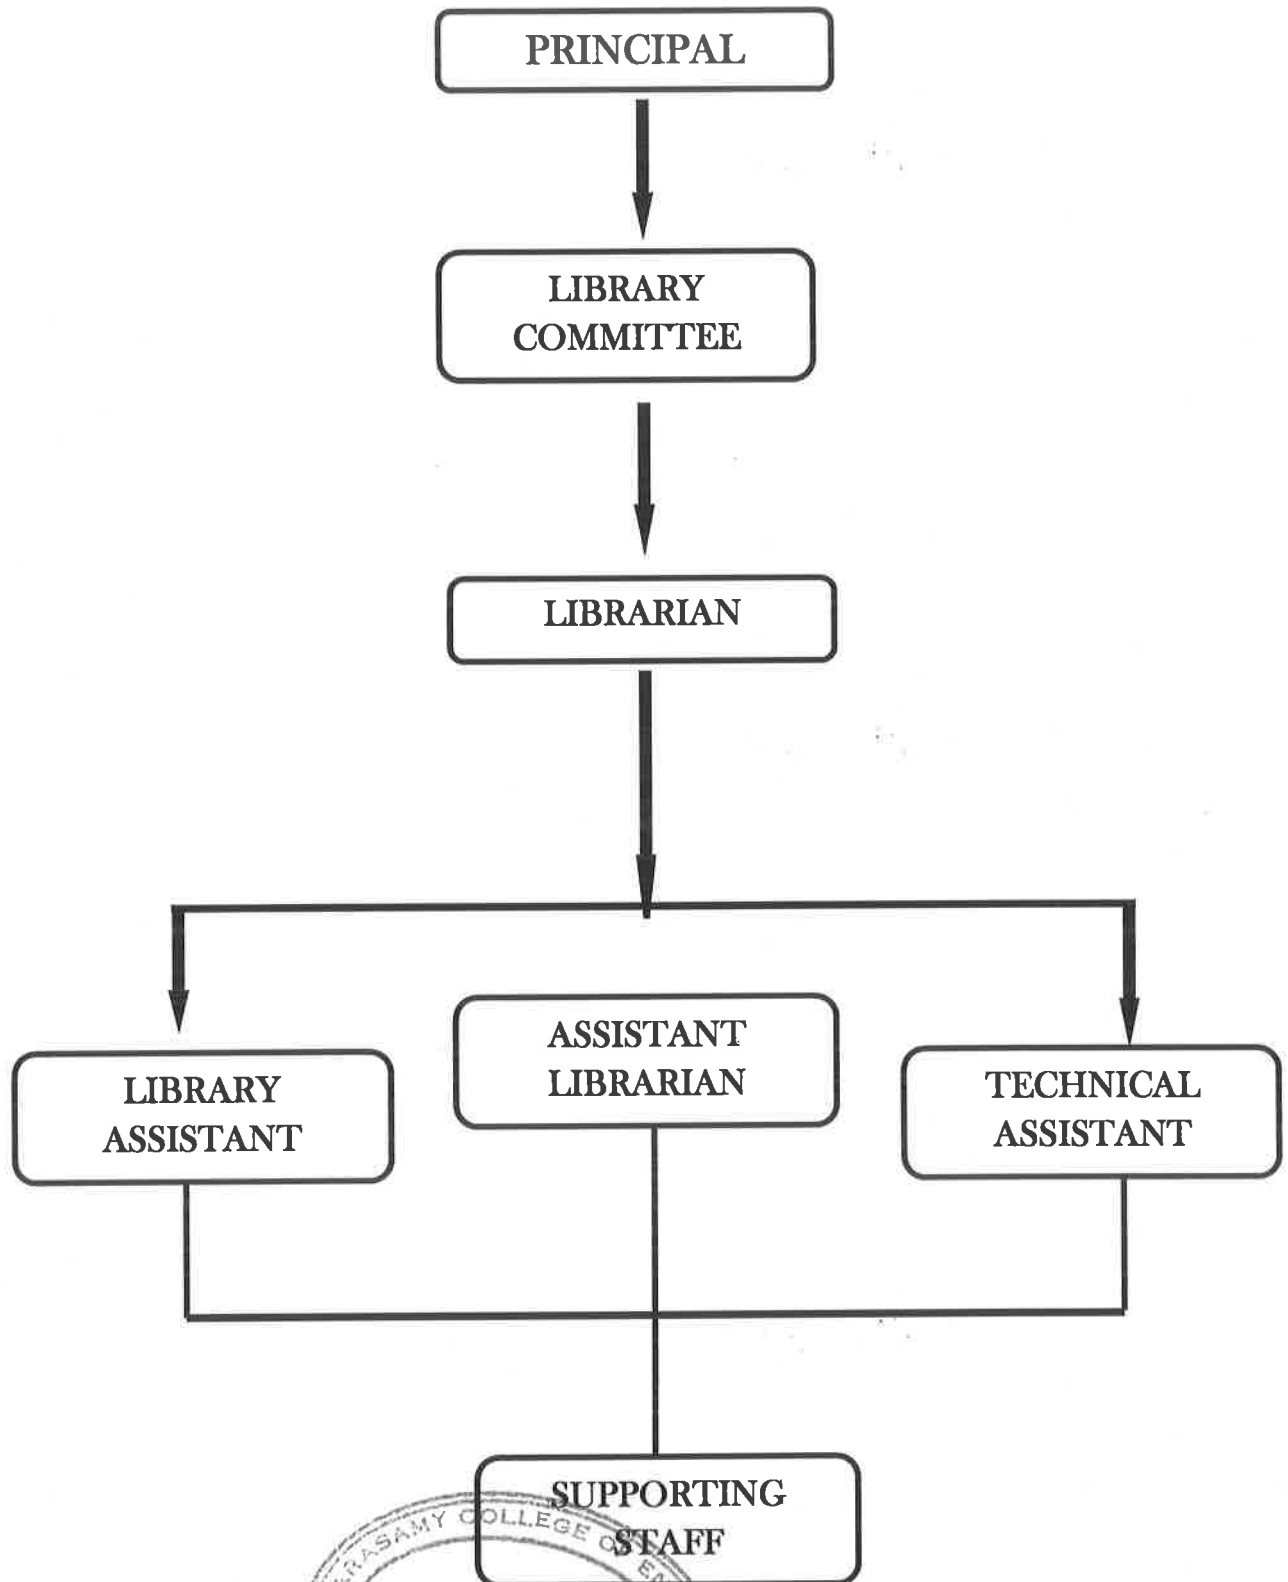 PRINCIPAL
LIBRARY
COMMITTEE
LIBRARIAN
LIBRARY
ASSISTANT
ASSISTANT
LIBRARIAN
TECHNICAL
ASSISTANT
SUPPORTING
STAFF
COLLEGE